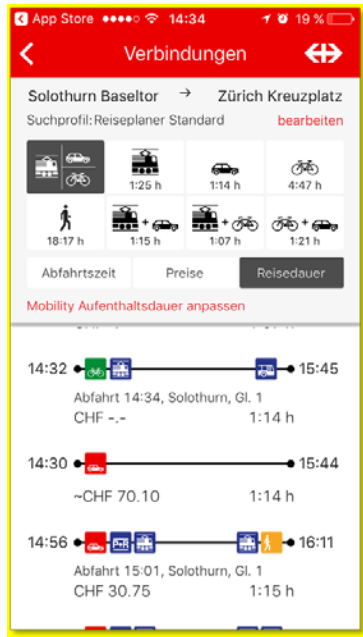 App Store 14:34 19 %
Verbindungen
Solothurn Baseltor → Zürich Kreuzplatz
Suchprofil:Reiseplaner Standard bearbeiten
1:25 h 1:14 h 4:47 h
18:17 h 1:15 h 1:07 h 1:21 h
Abfahrtszeit Preise Reisedauer
Mobility Aufenthaltsdauer anpassen
14:32 15:45
Abfahrt 14:34, Solothurn, Gl. 1
CHF -.- 1:14 h
14:30 15:44
~CHF 70.10 1:14 h
14:56 P+R 16:11
Abfahrt 15:01, Solothurn, Gl. 1
CHF 30.75 1:15 h